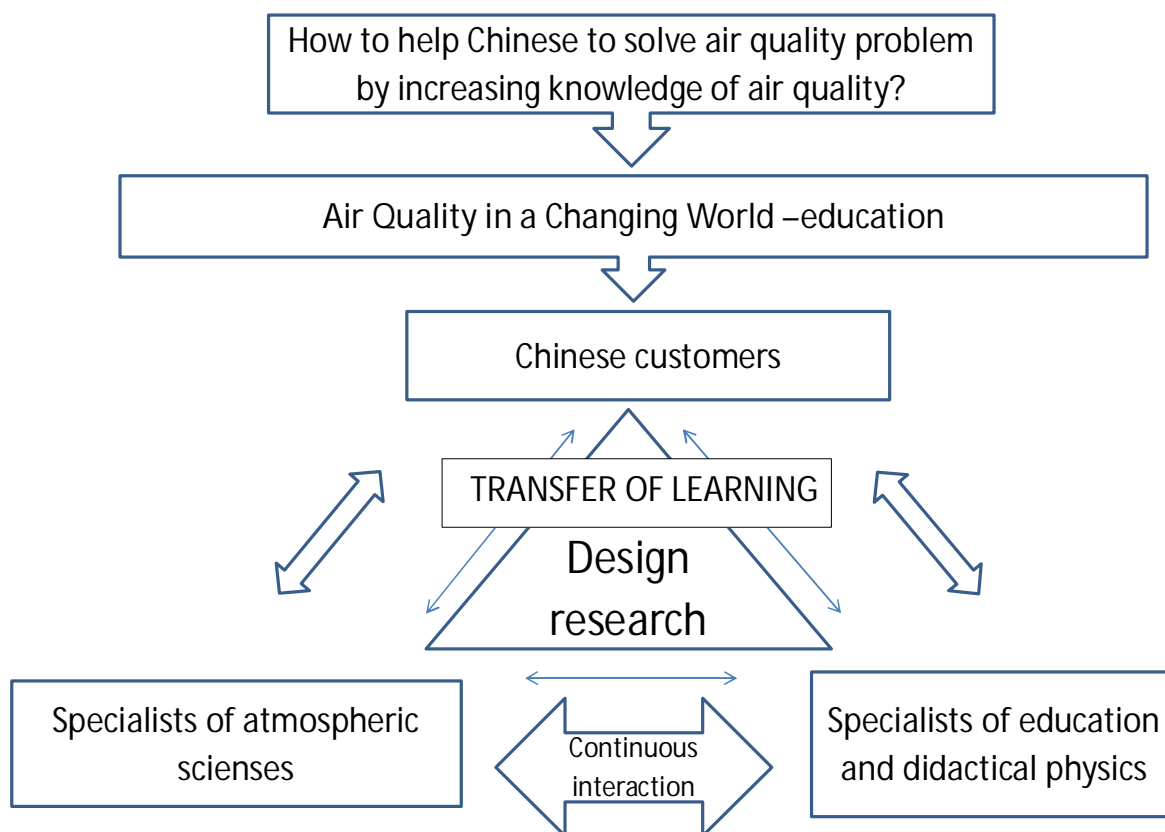 How to help Chinese to solve air quality problem
by increasing knowledge of air quality?
Air Quality in a Changing World –education
Chinese customers
TRANSFER OF LEARNING
Design
research
Specialists of atmospheric
scienses
Continuous
interaction
Specialists of education
and didactical physics